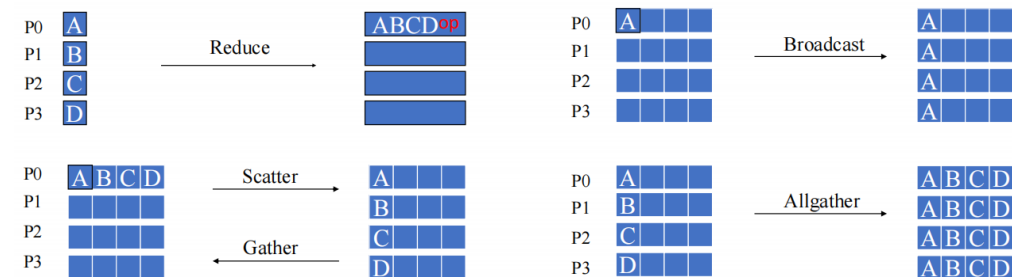 P0 A ABCDop
P1 B
Reduce
P2 C
P3 D
P0 A A
P1 A
Broadcast
P2 A
P3 A
P0 A B C D Scatter A
P1 B
P2 C
Gather
P3 D
P0 A A B C D
P1 B Allgather A B C D
P2 C A B C D
P3 D A B C D